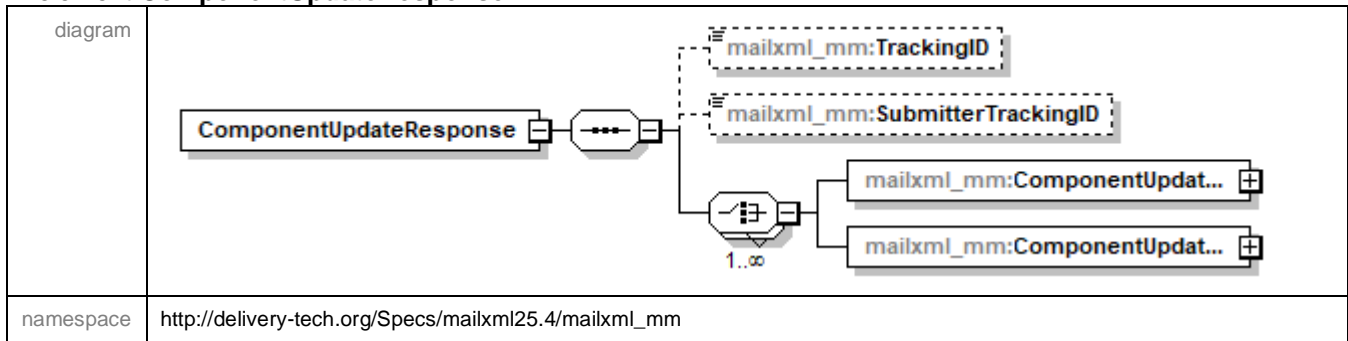 diagram
mailxml_mm:TrackingID
mailxml_mm:SubmitterTrackingID
ComponentUpdateResponse
mailxml_mm:ComponentUpdat...
mailxml_mm:ComponentUpdat...
1..∞
namespace
http://delivery-tech.org/Specs/mailxml25.4/mailxml_mm